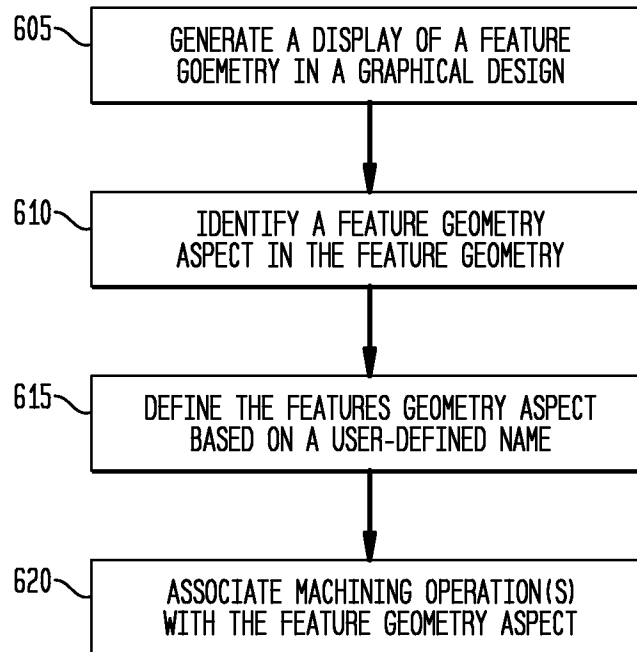 605
GENERATE A DISPLAY OF A FEATURE
GOEMETRY IN A GRAPHICAL DESIGN
610
IDENTIFY A FEATURE GEOMETRY
ASPECT IN THE FEATURE GEOMETRY
615
DEFINE THE FEATURES GEOMETRY ASPECT
BASED ON A USER-DEFINED NAME
620
ASSOCIATE MACHINING OPERATION(S)
WITH THE FEATURE GEOMETRY ASPECT